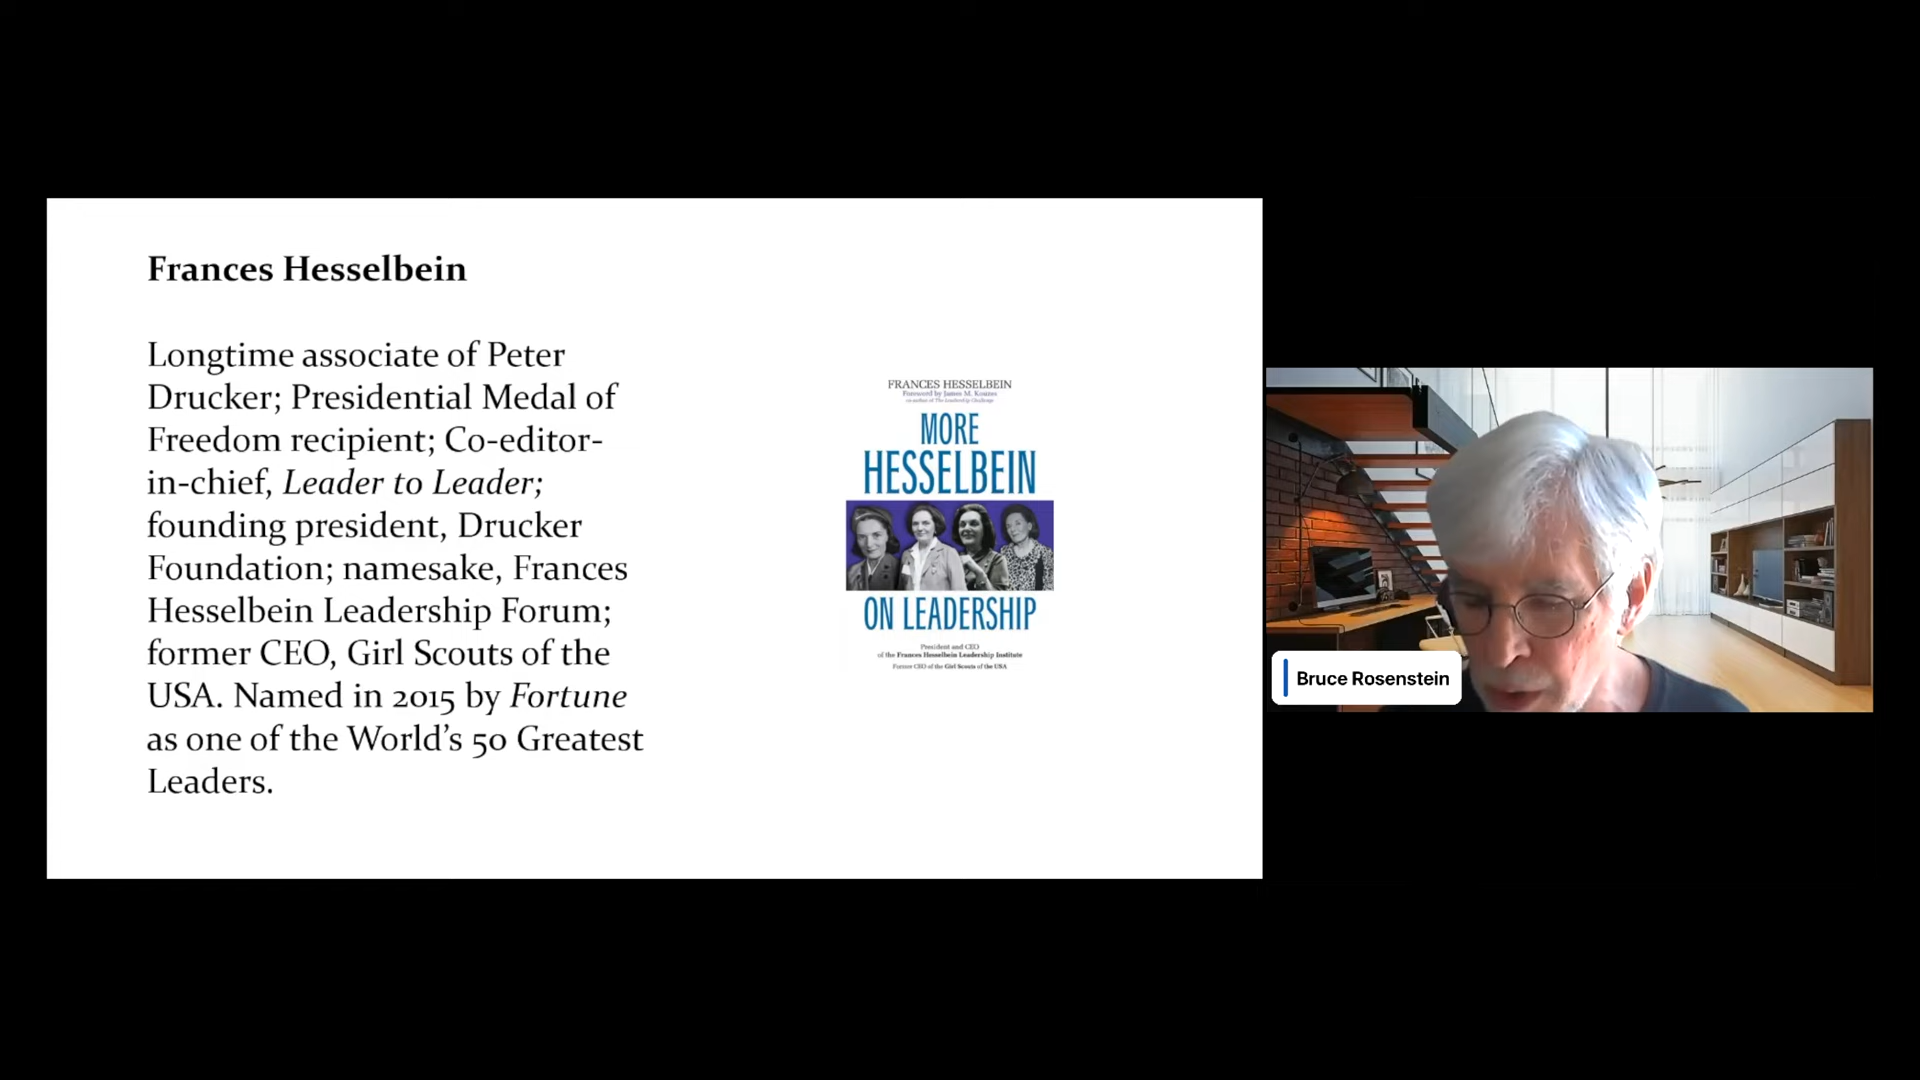 Frances Hesselbein
Longtime associate of Peter
Drucker; Presidential Medal of
Freedom recipient; Co-editor-
in-chief, Leader to Leader;
founding president, Drucker
Foundation; namesake, Frances
Hesselbein Leadership Forum;
former CEO, Girl Scouts of the
USA. Named in 2015 by Fortune
as one of the World's 50 Greatest
Leaders.
FRANCES HESSELBEIN
Foreword by James M. Kouzes
co-author of The Leadership Challenge
MORE
HESSELBEIN
ON LEADERSHIP
President and CEO
of the Frances Hesselbein Leadership Institute
Former CEO of the Girl Scouts of the USA
Bruce Rosenstein